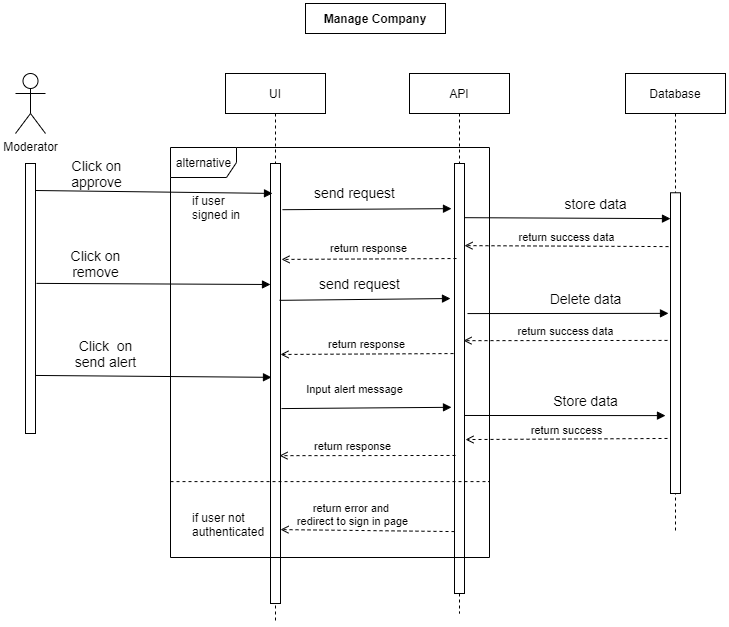 Manage Company
UI
API
Database
Moderator
alternative
Click on
approve
if user
signed in
send request
store data
return success data
return response
Click on
remove
send request
Delete data
return success data
return response
Click  on
send alert
Input alert message
Store data
return success
return response
if user not
authenticated
return error and
redirect to sign in page